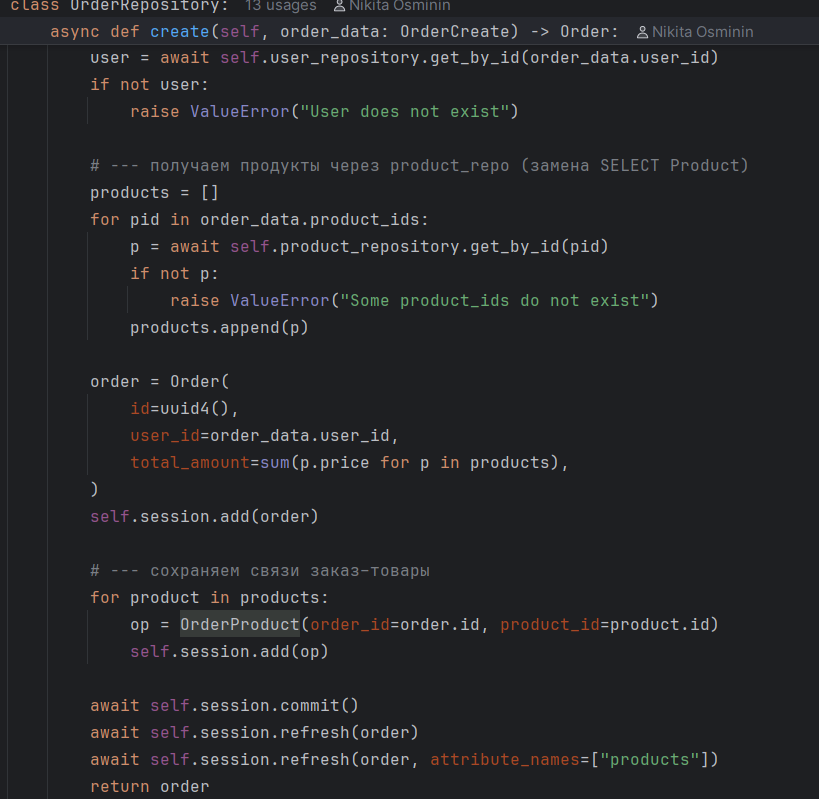 class OrderRepository: 13 usages Nikita Osminin
async def create(self, order_data: OrderCreate) -> Order: Nikita Osminin
user = await self.user_repository.get_by_id(order_data.user_id)
if not user:
raise ValueError("User does not exist")
# --- получаем продукты через product_repo (замена SELECT Product)
products = []
for pid in order_data.product_ids:
p = await self.product_repository.get_by_id(pid)
if not p:
raise ValueError("Some product_ids do not exist")
products.append(p)
order = Order(
id=uuid4(),
user_id=order_data.user_id,
total_amount=sum(p.price for p in products),
)
self.session.add(order)
# --- сохраняем связи заказ-товары
for product in products:
op = OrderProduct(order_id=order.id, product_id=product.id)
self.session.add(op)
await self.session.commit()
await self.session.refresh(order)
await self.session.refresh(order, attribute_names=["products"])
return order